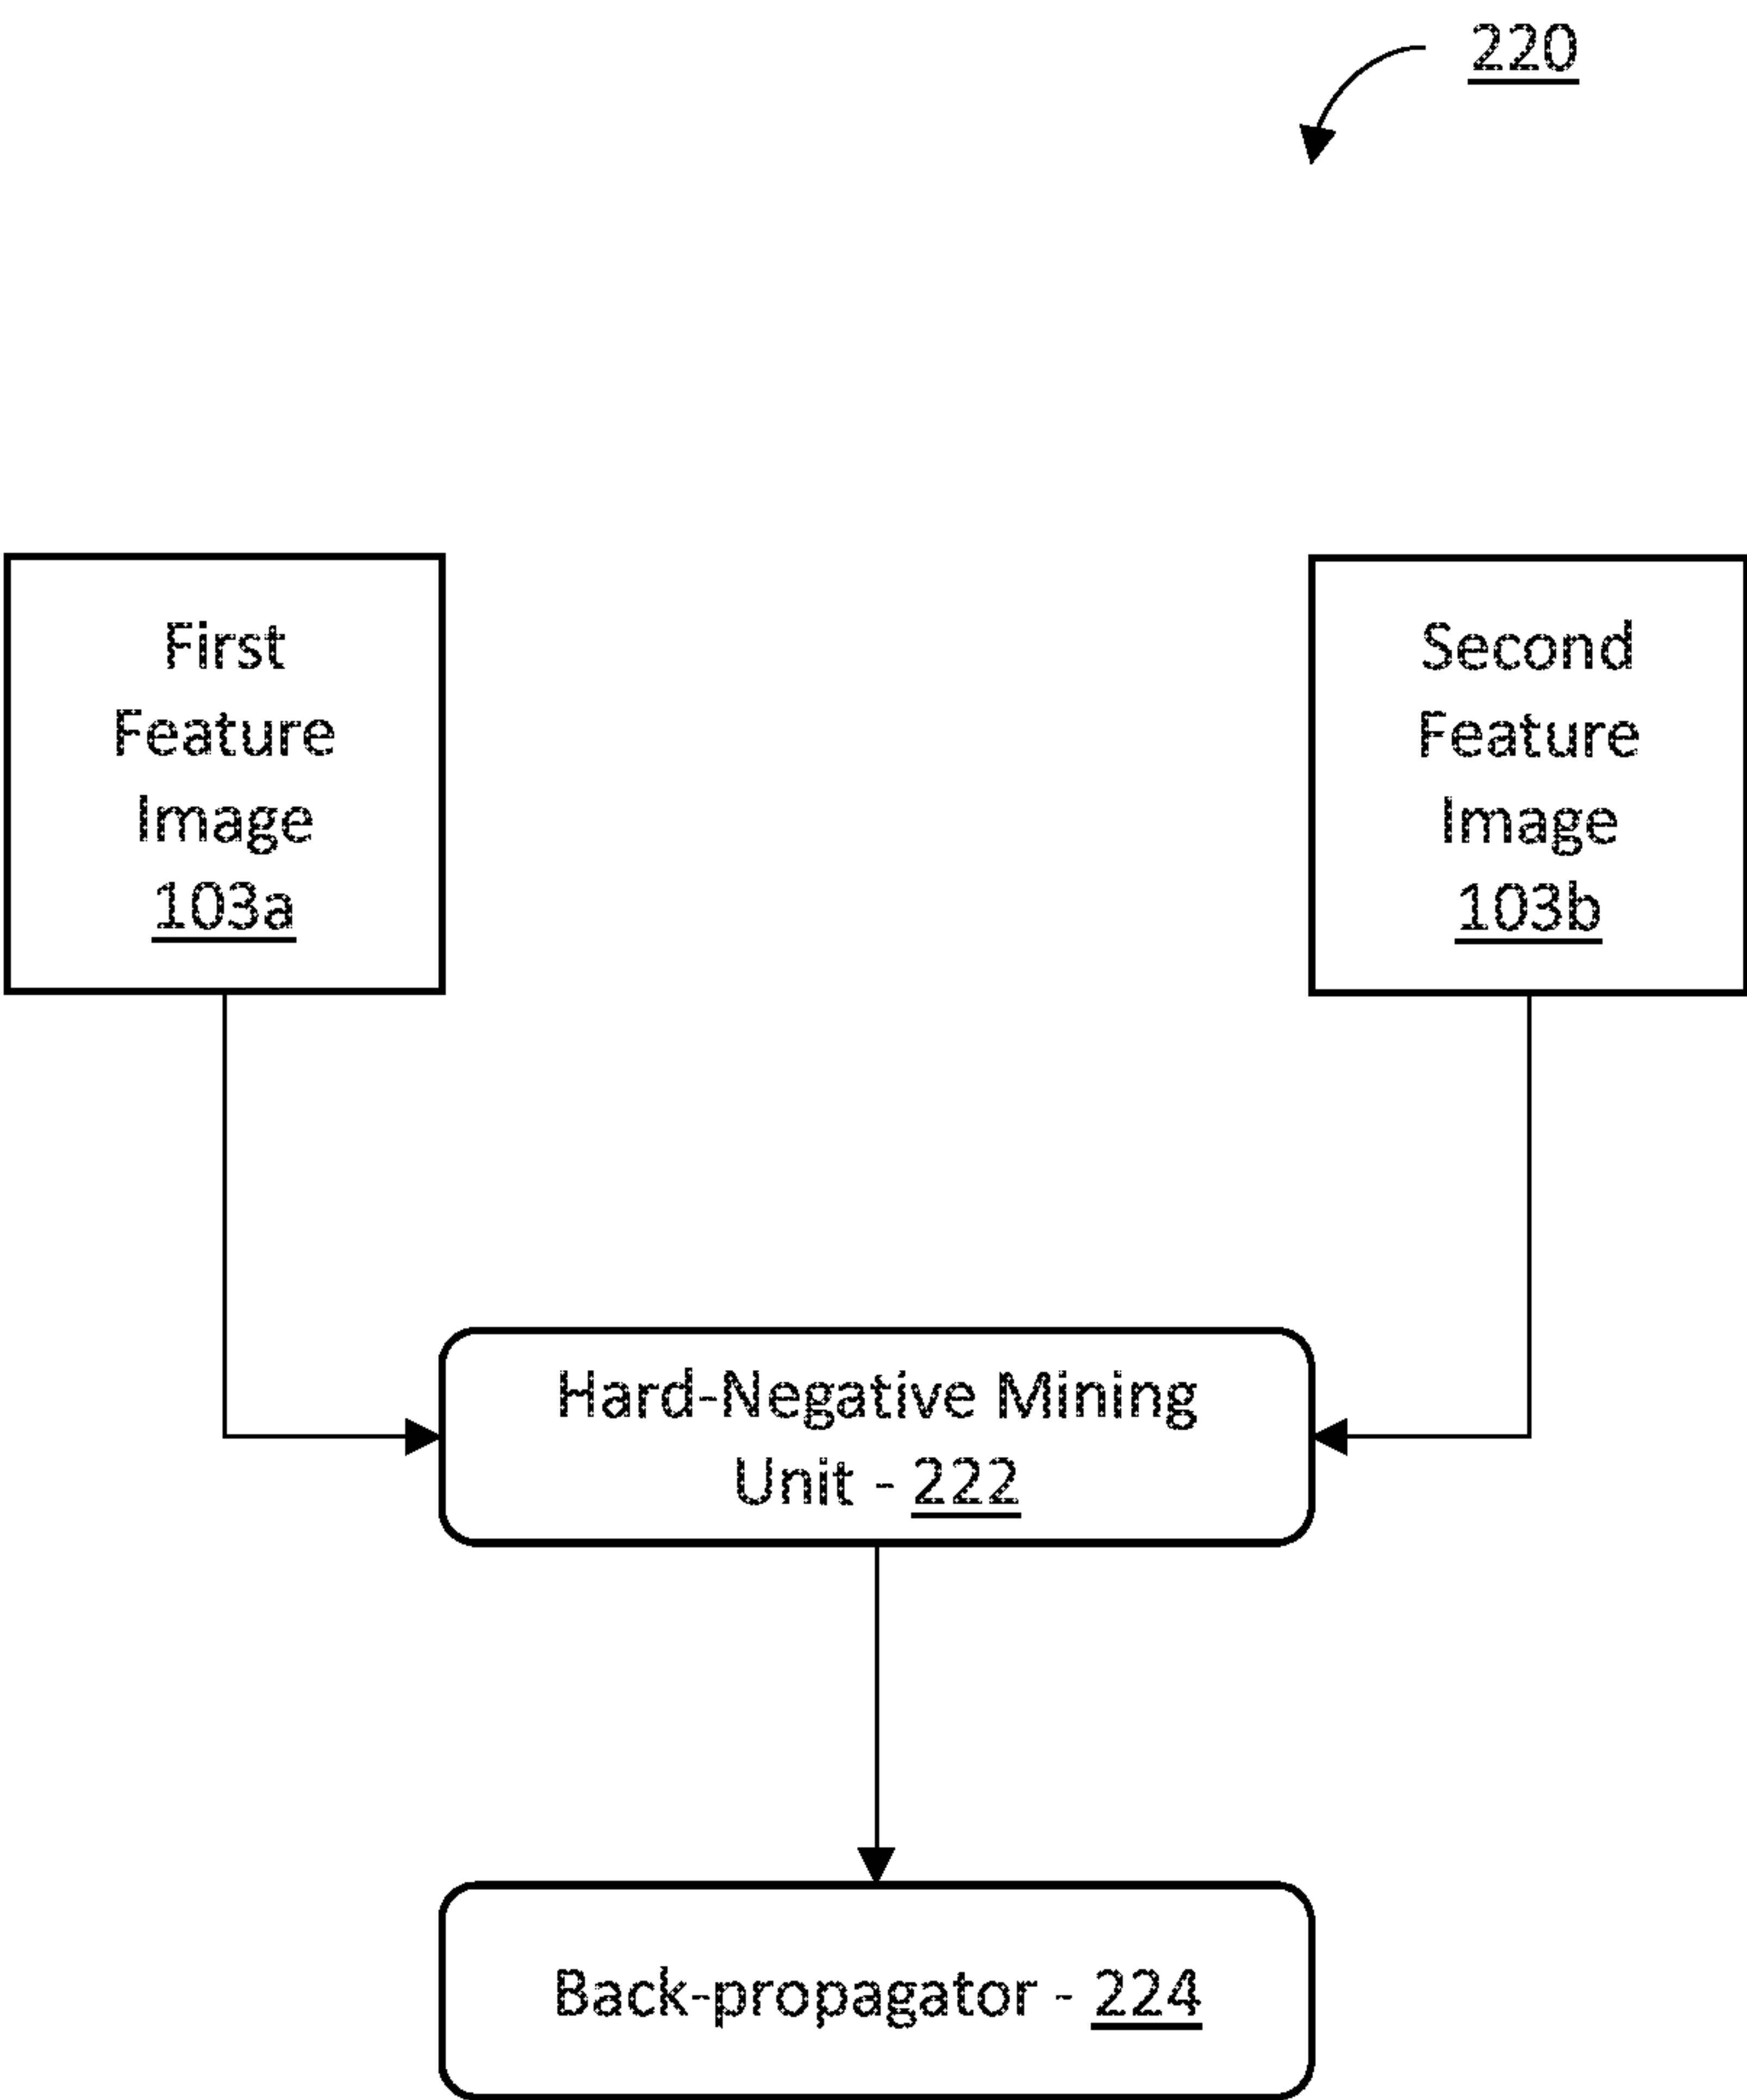 220
First
Feature
Image
103a
Second
Feature
Image
103b
Hard-Negative Mining
Unit - 222
Back-propagator - 224